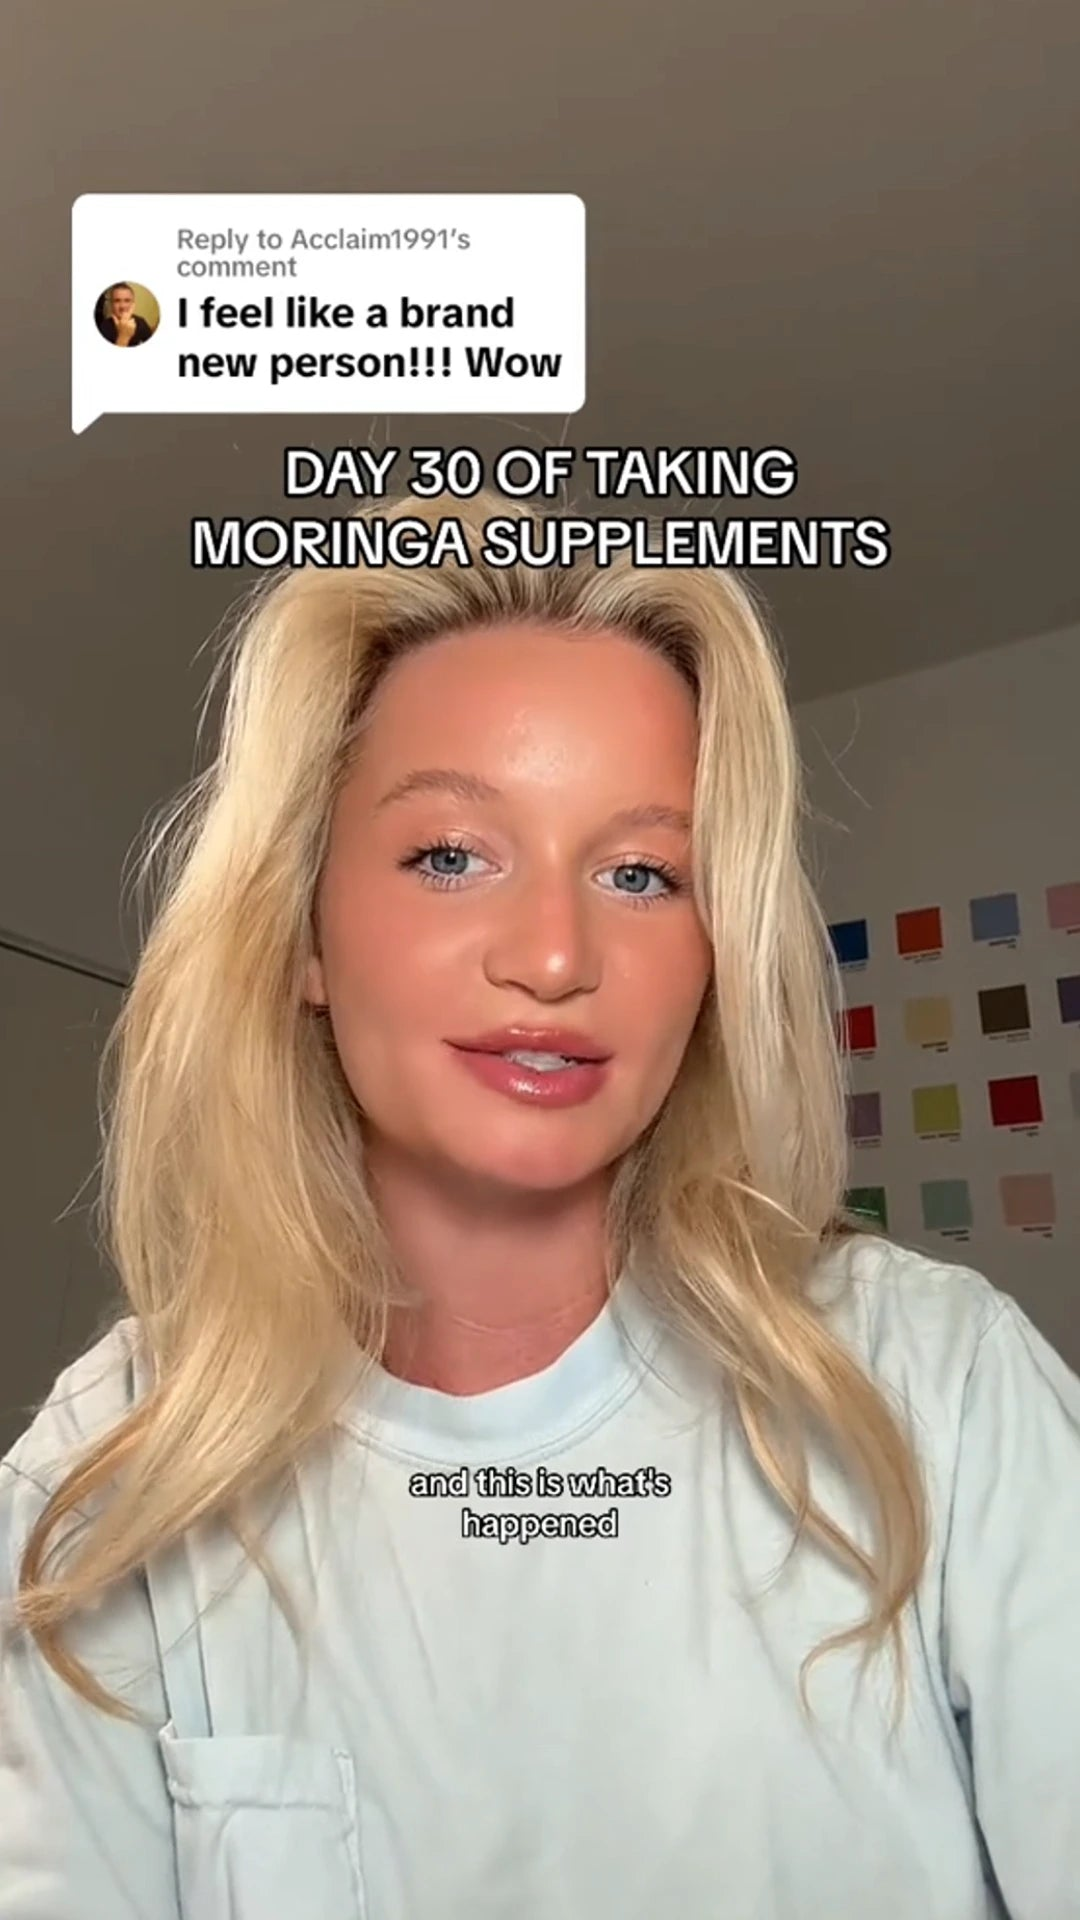 Reply to Acclaim1991's
comment
I feel like a brand
new person!!! Wow
DAY 30 OF TAKING
MORINGA SUPPLEMENTS
and this is what's
happened